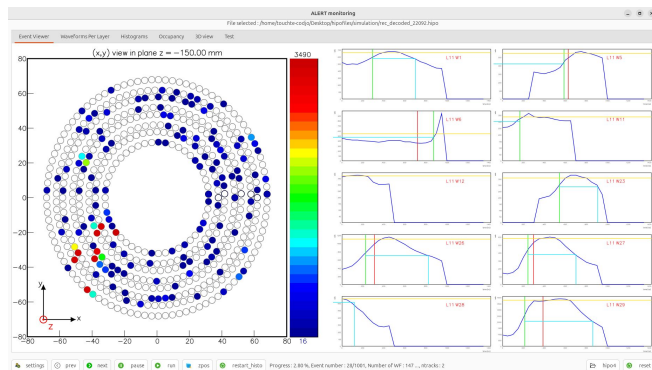 ALERT monitoring
File selected : /home/touchte-codjo/Desktop/hipofiles/simulation/rec_decoded_22092.hipo
Event Viewer Waveforms Per Layer Histograms Occupancy 3D view Test
(x,y) view in plane z = −150.00 mm
3490
80
60
40
20
0
−20
−40
−60
−80
−80 −60 −40 −20 0 20 40 60 80
y
x
z
16
L11 W1
L11 W5
L11 W6
L11 W11
L11 W12
L11 W23
L11 W26
L11 W27
L11 W28
L11 W29
settings prev next pause run zpos restart_histo Progress : 2.80 %, Event number : 28/1001, Number of WF : 147 ..., ntracks : 2 hipon reset